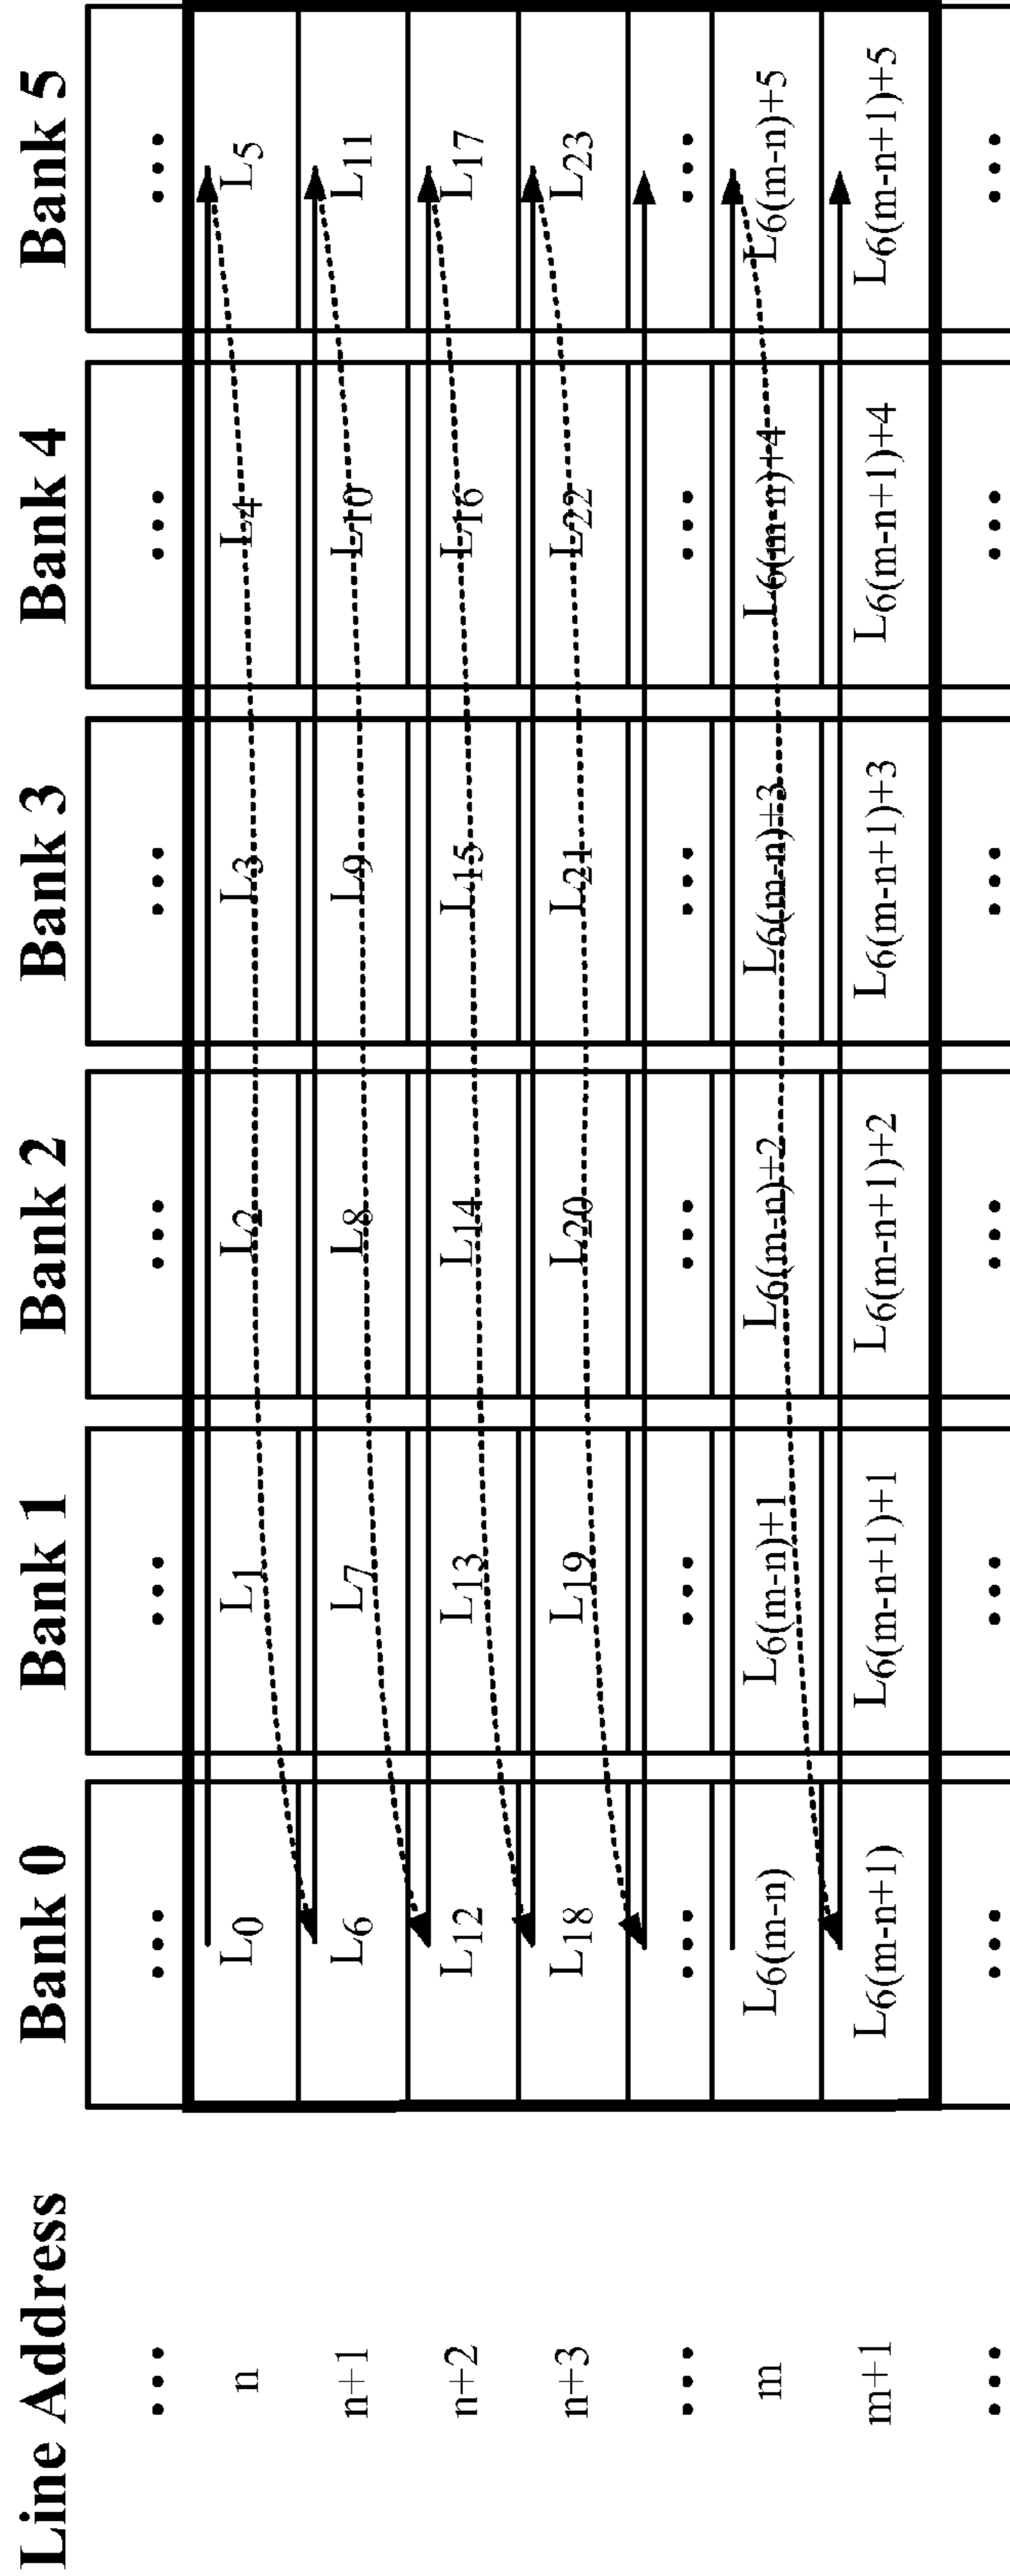 Line Address Bank 0 Bank 1 Bank 2 Bank 3 Bank 4 Bank 5
... ... ... ... ... ... ...
n L0 L1 L2 L3 L4 L5
n+1 L6 L7 L8 L9 L10 L11
n+2 L12 L13 L14 L15 L16 L17
n+3 L18 L19 L20 L21 L22 L23
... ... ... ... ... ... ...
m L6(m-n) L6(m-n)+1 L6(m-n)+2 L6(m-n)+3 L6(m-n)+4 L6(m-n)+5
m+1 L6(m-n+1) L6(m-n+1)+1 L6(m-n+1)+2 L6(m-n+1)+3 L6(m-n+1)+4 L6(m-n+1)+5
... ... ... ... ... ... ...